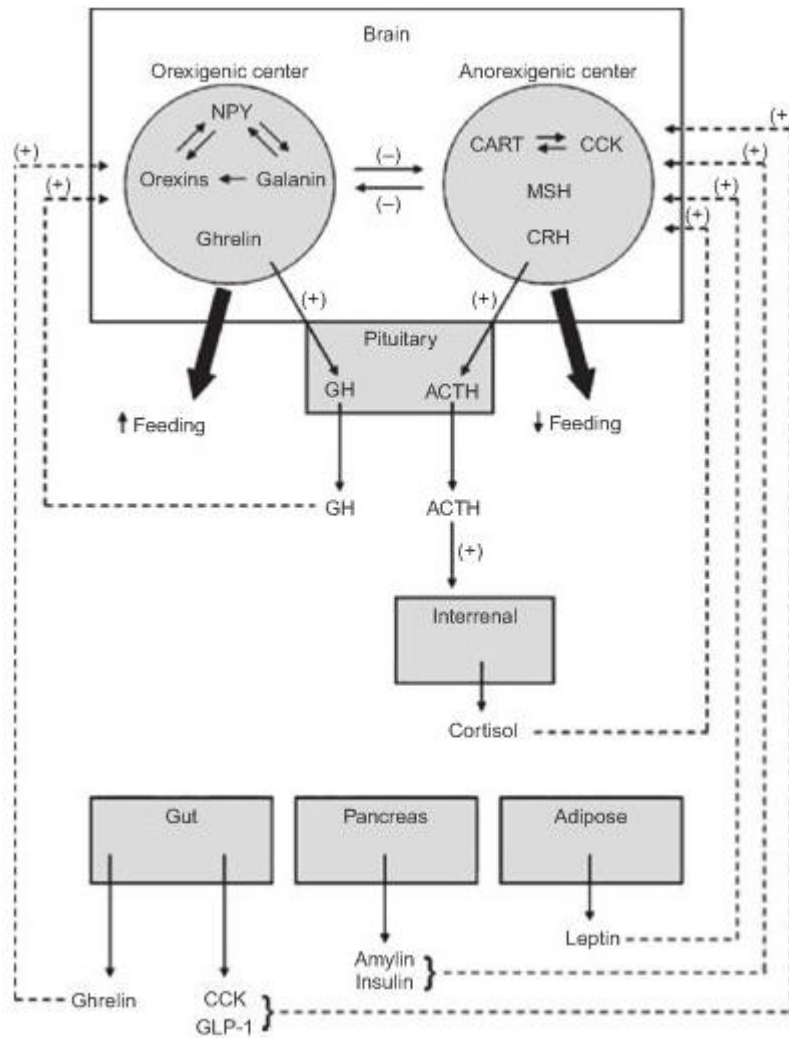 Brain
Orexigenic center
Anorexigenic center
NPY
Orexins
Galanin
Ghrelin
CART
CCK
MSH
CRH
(–)
(–)
(+)
(+)
(+)
(+)
(+)
(+)
(+
(+)
Pituitary
GH
ACTH
Feeding
Feeding
GH
ACTH
(+)
Interrenal
Cortisol
Gut
Pancreas
Adipose
Leptin
Amylin
Insulin
Ghrelin
CCK
GLP-1